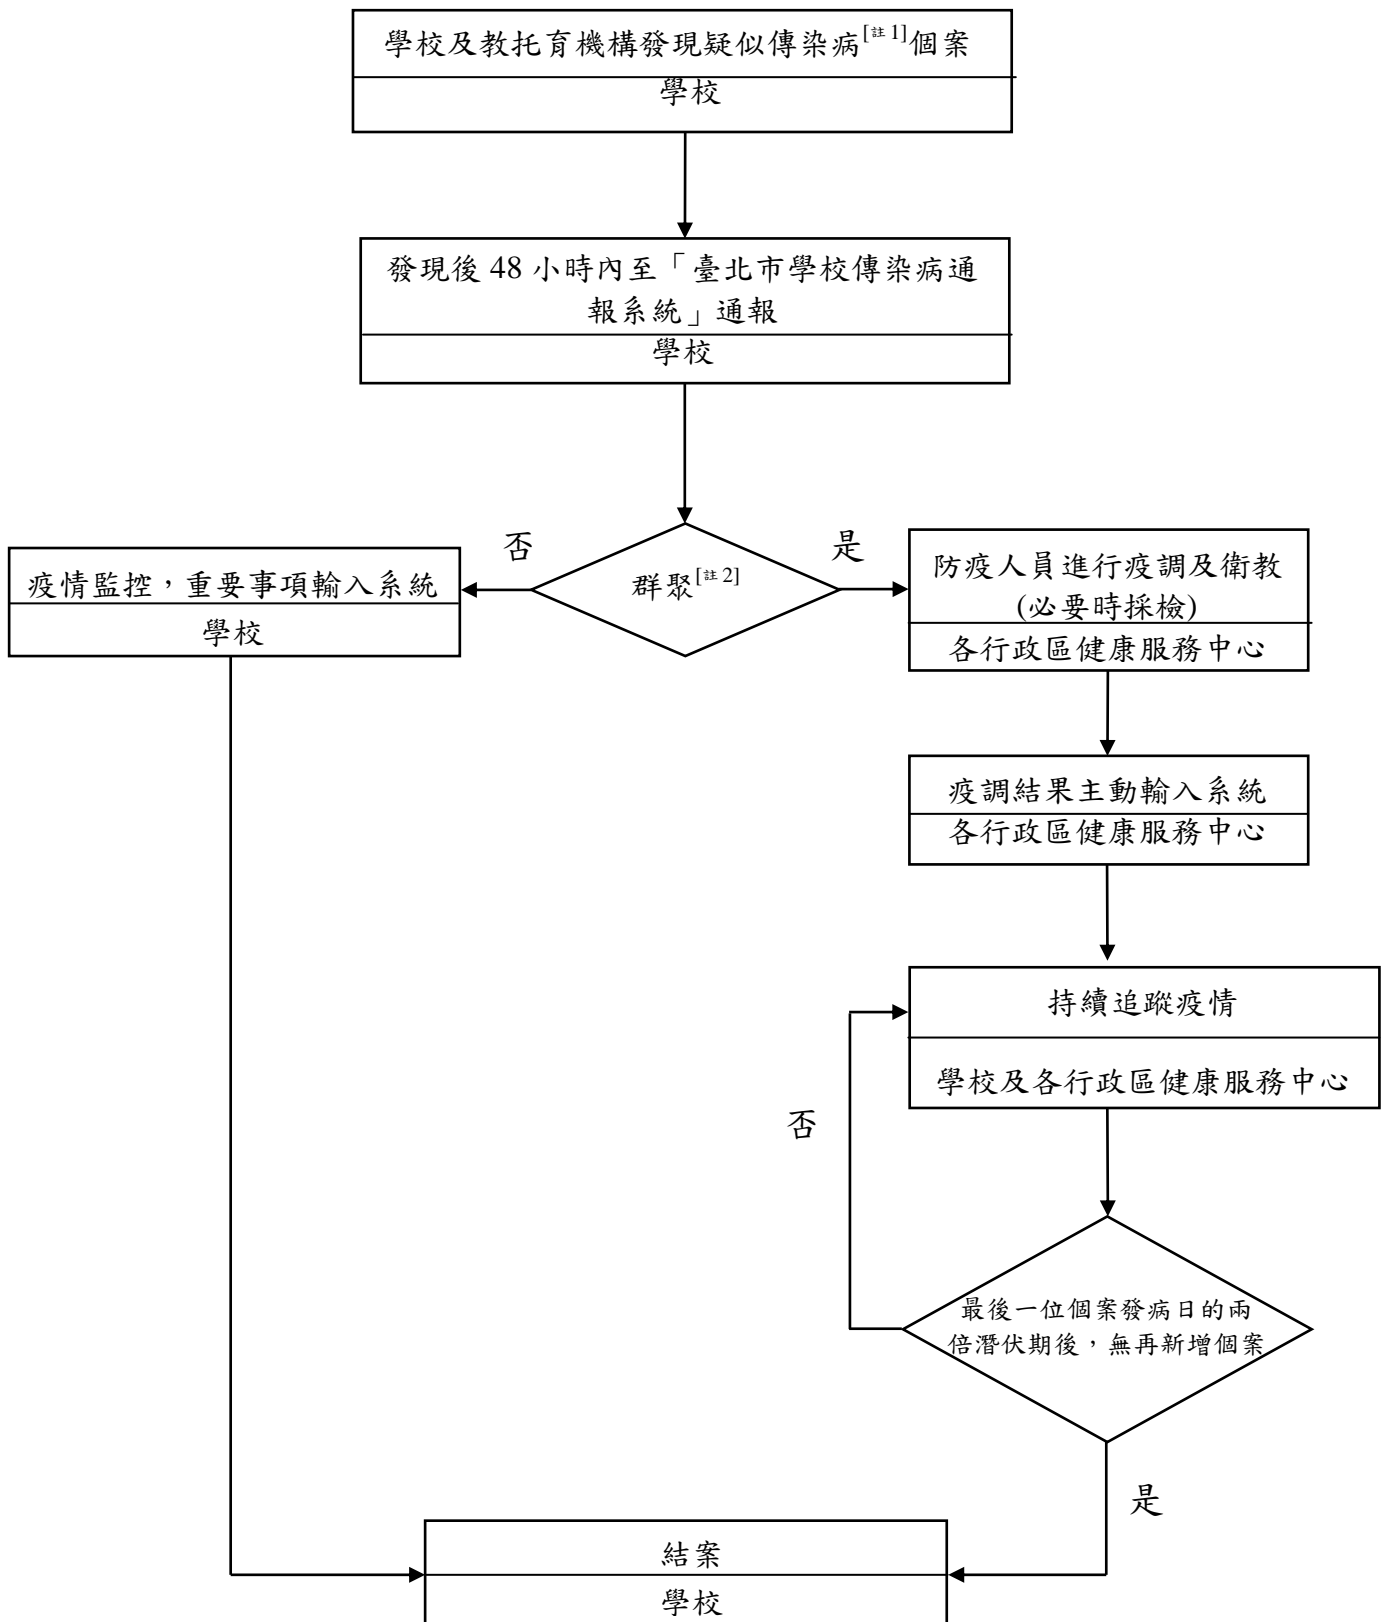 學校及教托育機構發現疑似傳染病[註 1]個案
學校
發現後 48 小時內至「臺北市學校傳染病通
報系統」通報
學校
否
是
群聚[註 2]
疫情監控，重要事項輸入系統
學校
防疫人員進行疫調及衛教
(必要時採檢)
各行政區健康服務中心
疫調結果主動輸入系統
各行政區健康服務中心
持續追蹤疫情
學校及各行政區健康服務中心
否
最後一位個案發病日的兩
倍潛伏期後，無再新增個案
是
結案
學校